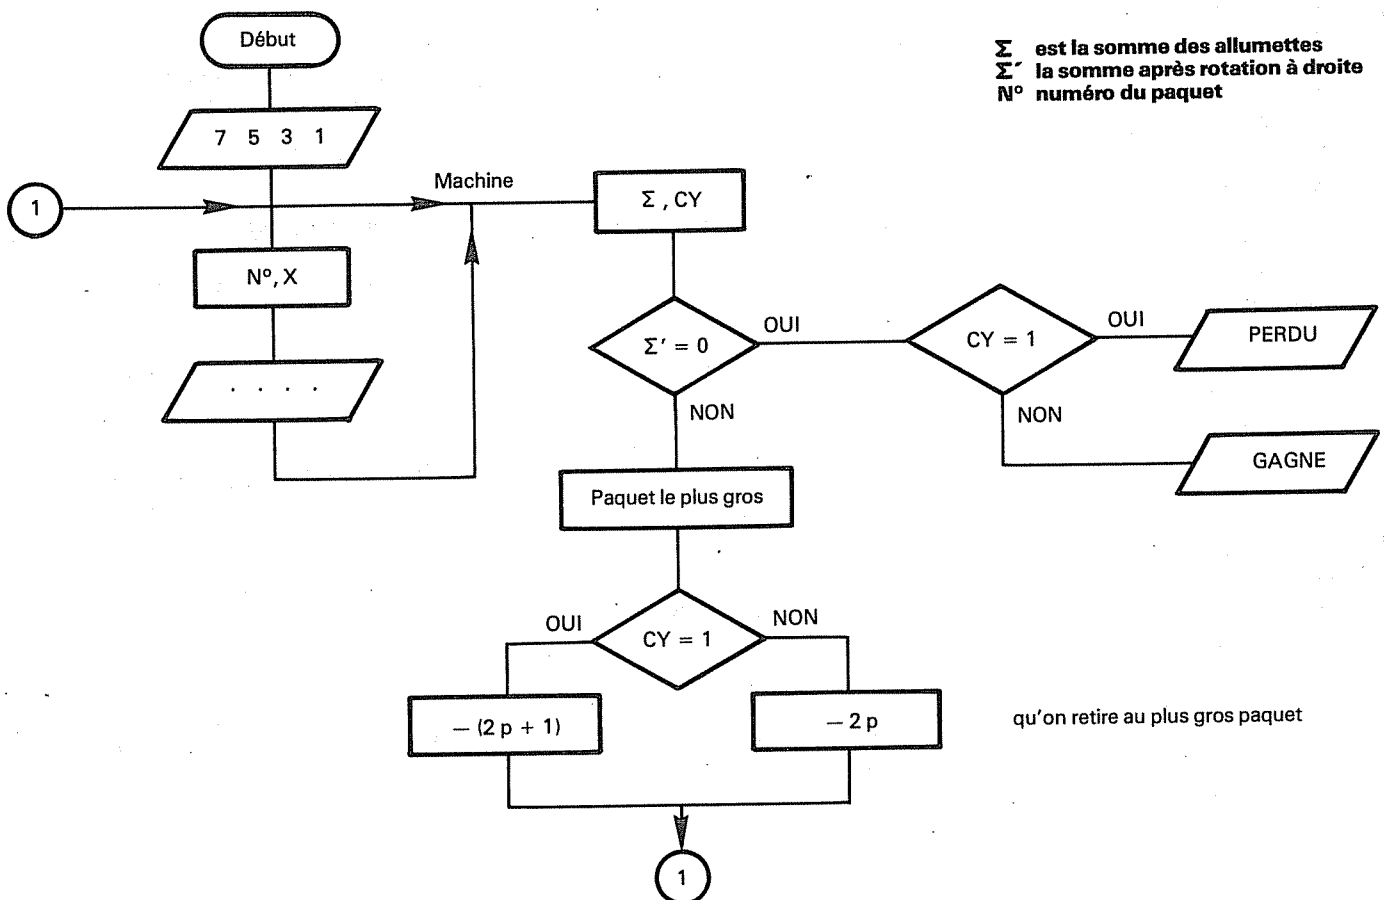 Début
Σ est la somme des allumettes
Σ´ la somme après rotation à droite
N° numéro du paquet
7 5 3 1
1
Machine
Σ , CY
N°, X
. . . .
Σ´ = 0
OUI
CY = 1
OUI
PERDU
NON
NON
GAGNE
Paquet le plus gros
OUI
CY = 1
NON
— (2 p + 1)
— 2 p
qu'on retire au plus gros paquet
1